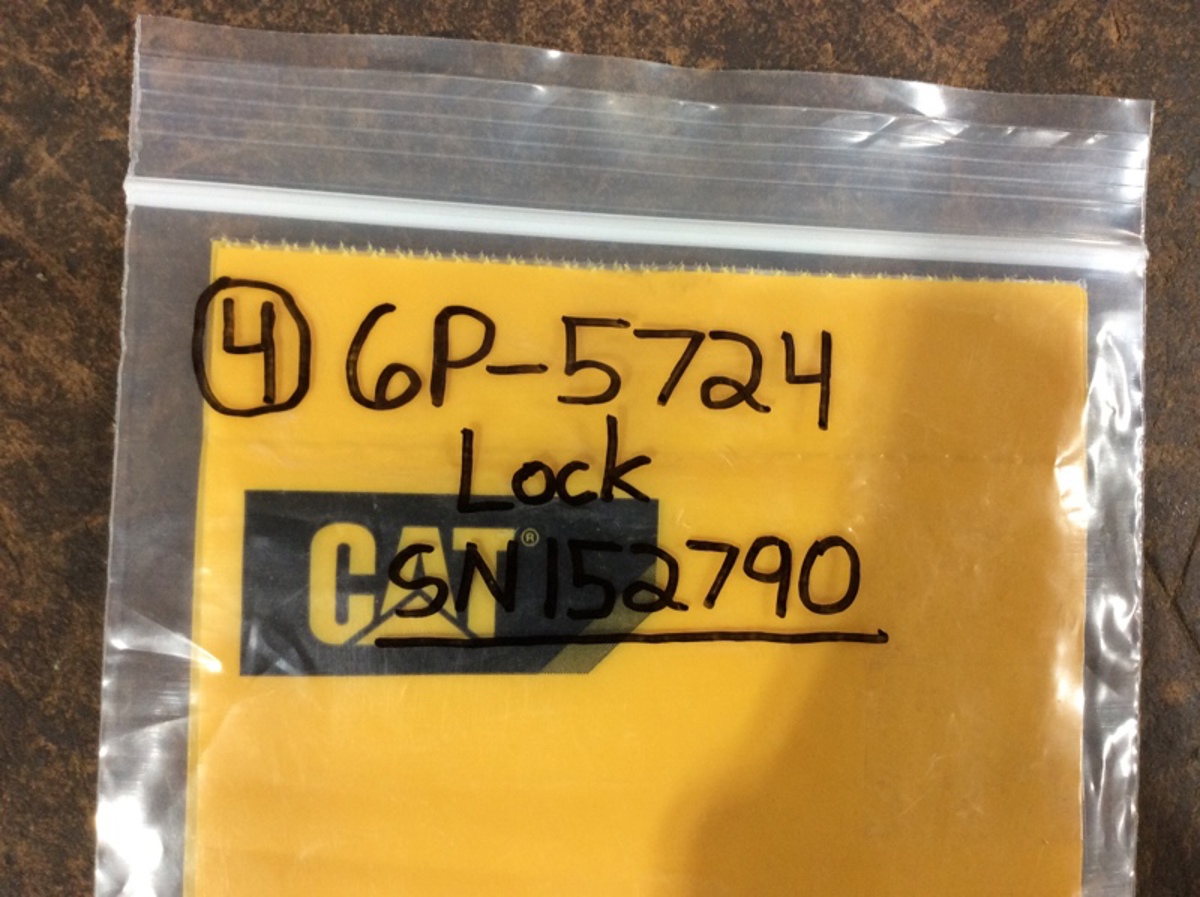 ④ 6P-5724
Lock
CAT®
SN152790